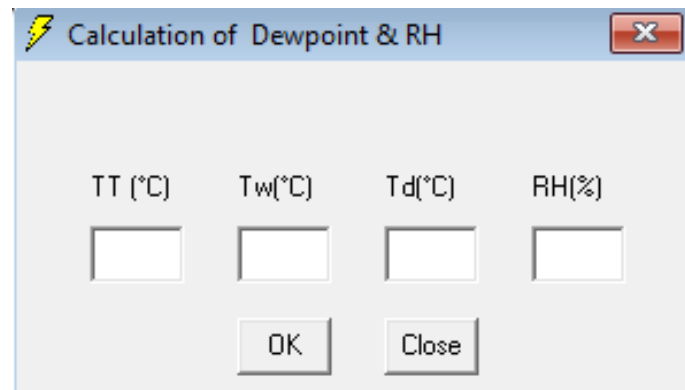 Calculation of Dewpoint & RH
TT (°C) Tw(°C) Td(°C) RH(%)
OK Close